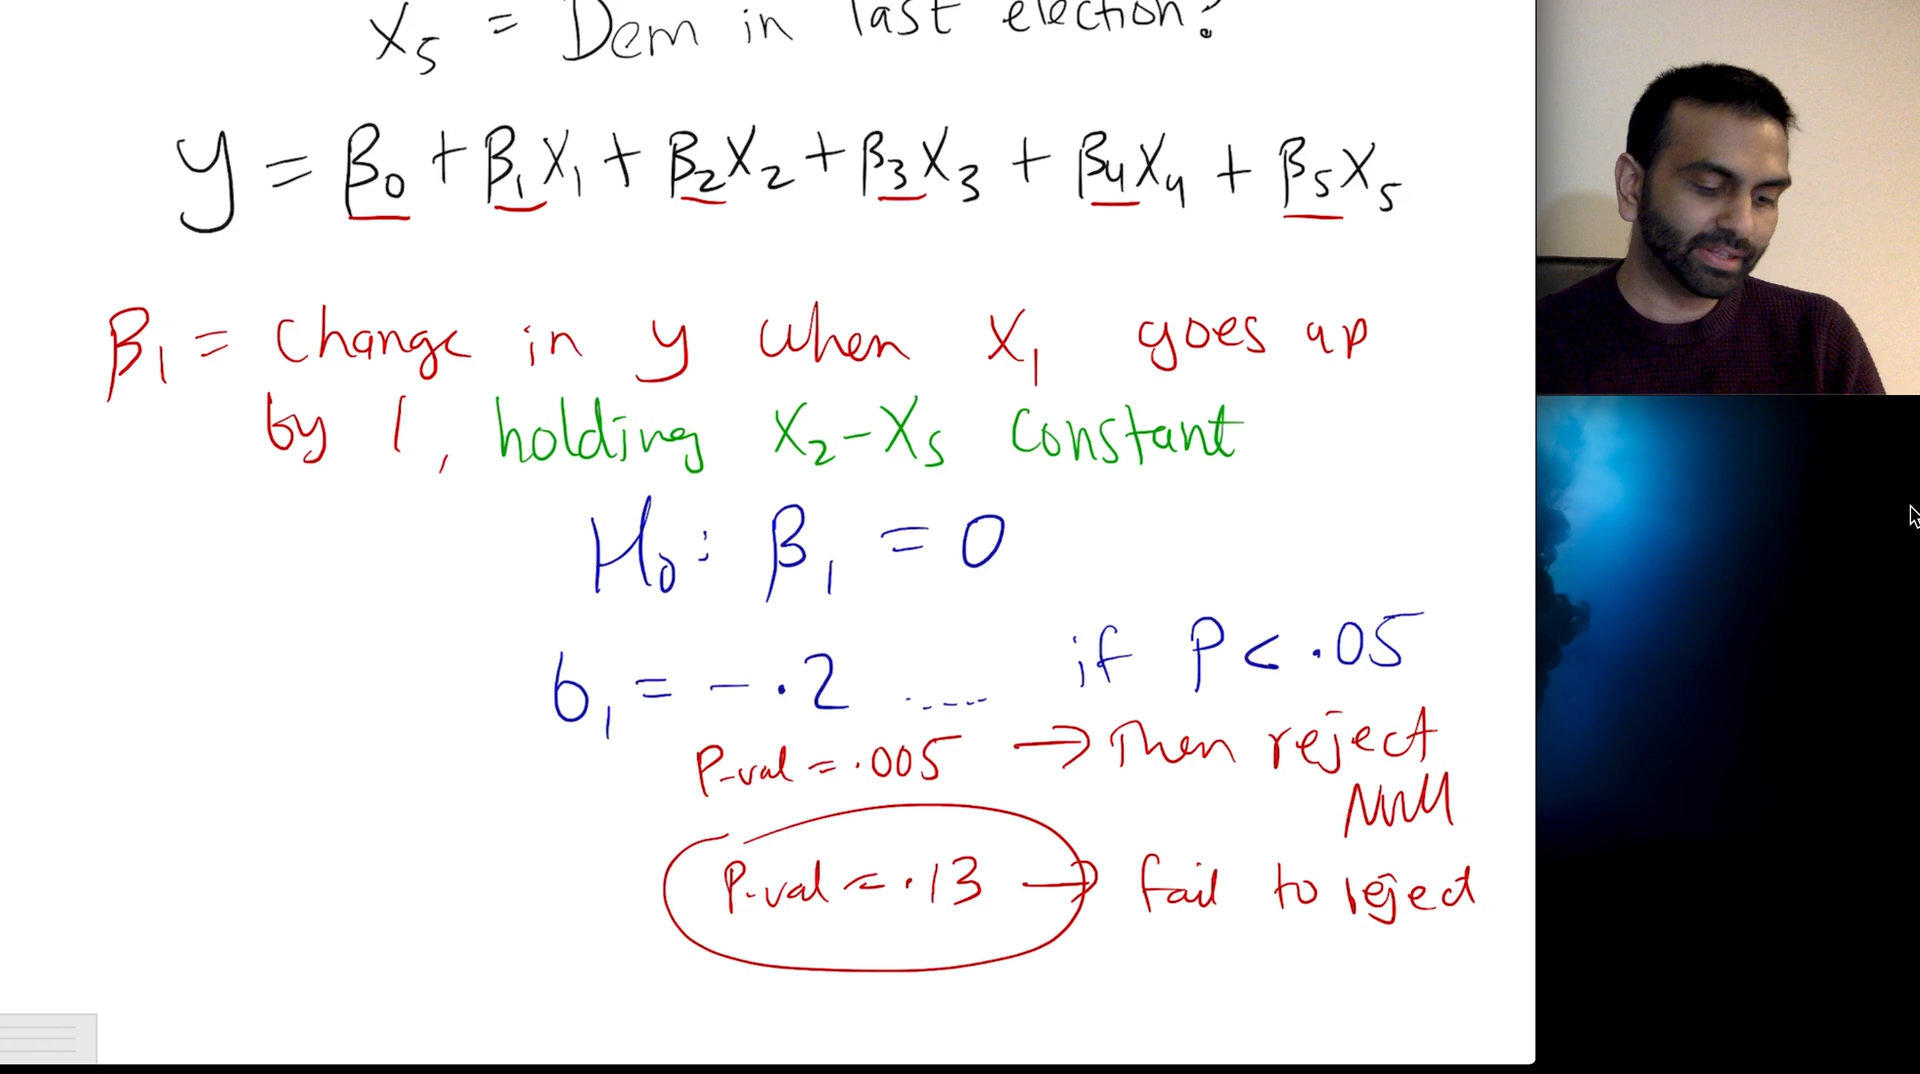 X₅ = Dem in last election?
y = β₀ + β₁X₁ + β₂X₂ + β₃X₃ + β₄X₄ + β₅X₅
β₁ = change in y when X₁ goes up
by 1, holding X₂-X₅ constant
H₀: β₁ = 0
b₁ = -.2 ..... if P < .05
P-val = .005 → Then reject
Null
P-val = .13 → fail to reject